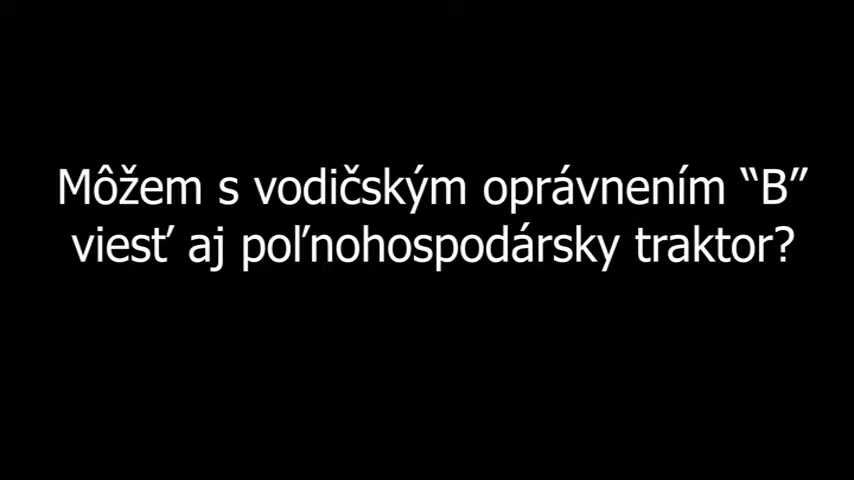 Môžem s vodičským oprávnením “B”
viesť aj poľnohospodársky traktor?